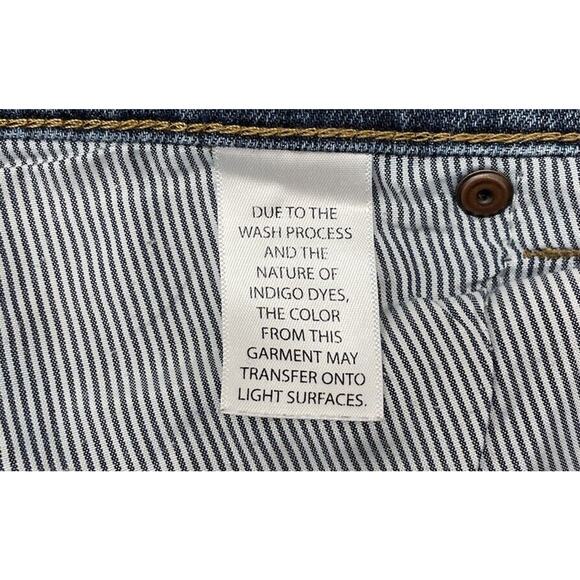 DUE TO THE
WASH PROCESS
AND THE
NATURE OF
INDIGO DYES,
THE COLOR
FROM THIS
GARMENT MAY
TRANSFER ONTO
LIGHT SURFACES.